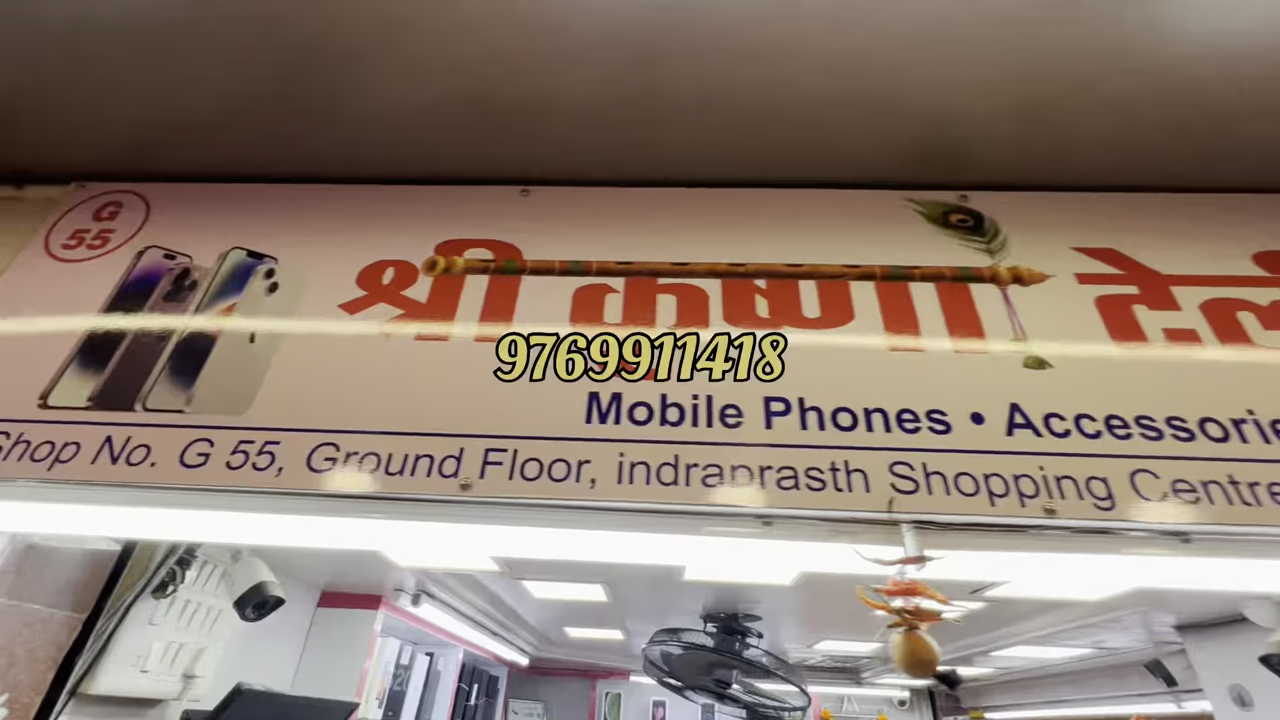 G
55
श्री कृष्णा टेली
9769911418
Mobile Phones • Accessorie
Shop No. G 55, Ground Floor, indraprasth Shopping Centre